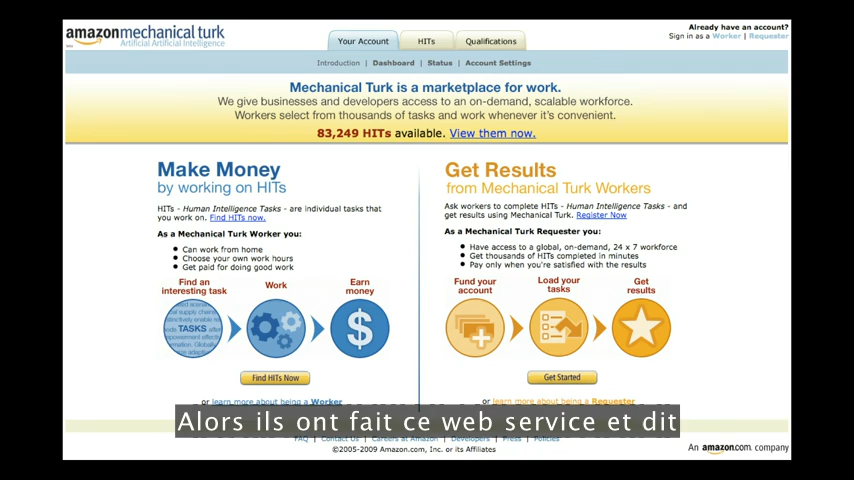 amazonmechanical turk
Artificial Artificial Intelligence
Your Account
HITs
Qualifications
Already have an account?
Sign in as a Worker | Requester
Introduction | Dashboard | Status | Account Settings
Mechanical Turk is a marketplace for work.
We give businesses and developers access to an on-demand, scalable workforce.
Workers select from thousands of tasks and work whenever it's convenient.
83,249 HITs available. View them now.
Make Money
by working on HITs
HITs - Human Intelligence Tasks - are individual tasks that
you work on. Find HITs now.
As a Mechanical Turk Worker you:
• Can work from home
• Choose your own work hours
• Get paid for doing good work
Find an
interesting task
Work
Earn
money
TASKS
$
Find HITs Now
or learn more about being a Worker
Get Results
from Mechanical Turk Workers
Ask workers to complete HITs - Human Intelligence Tasks - and
get results using Mechanical Turk. Register Now
As a Mechanical Turk Requester you:
• Have access to a global, on-demand, 24 x 7 workforce
• Get thousands of HITs completed in minutes
• Pay only when you're satisfied with the results
Fund your
account
Load your
tasks
Get
results
Get Started
or learn more about being a Requester
Alors ils ont fait ce web service et dit
FAQ | Contact Us | Careers at Amazon | Developers | Press | Policies
©2005-2009 Amazon.com, Inc. or its Affiliates
An amazon.com. company